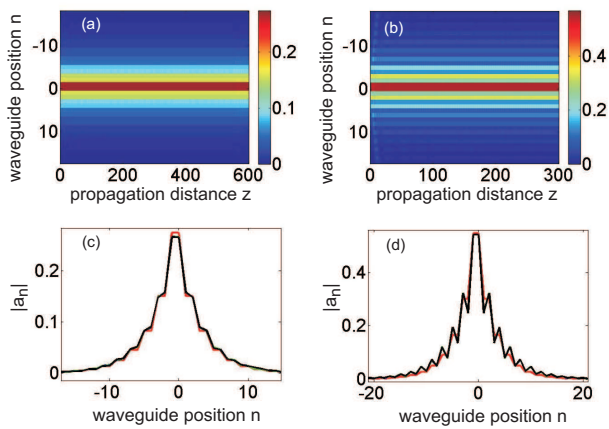 (a)
waveguide position n
-10
0
10
0 200 400 600
propagation distance z
0.2
0.1
0
(b)
waveguide position n
-10
0
10
0 100 200 300
propagation distance z
0.4
0.2
0
(c)
|aₙ|
0.2
0.1
0
-10 0 10
waveguide position n
(d)
|aₙ|
0.4
0.2
0
-20 0 20
waveguide position n